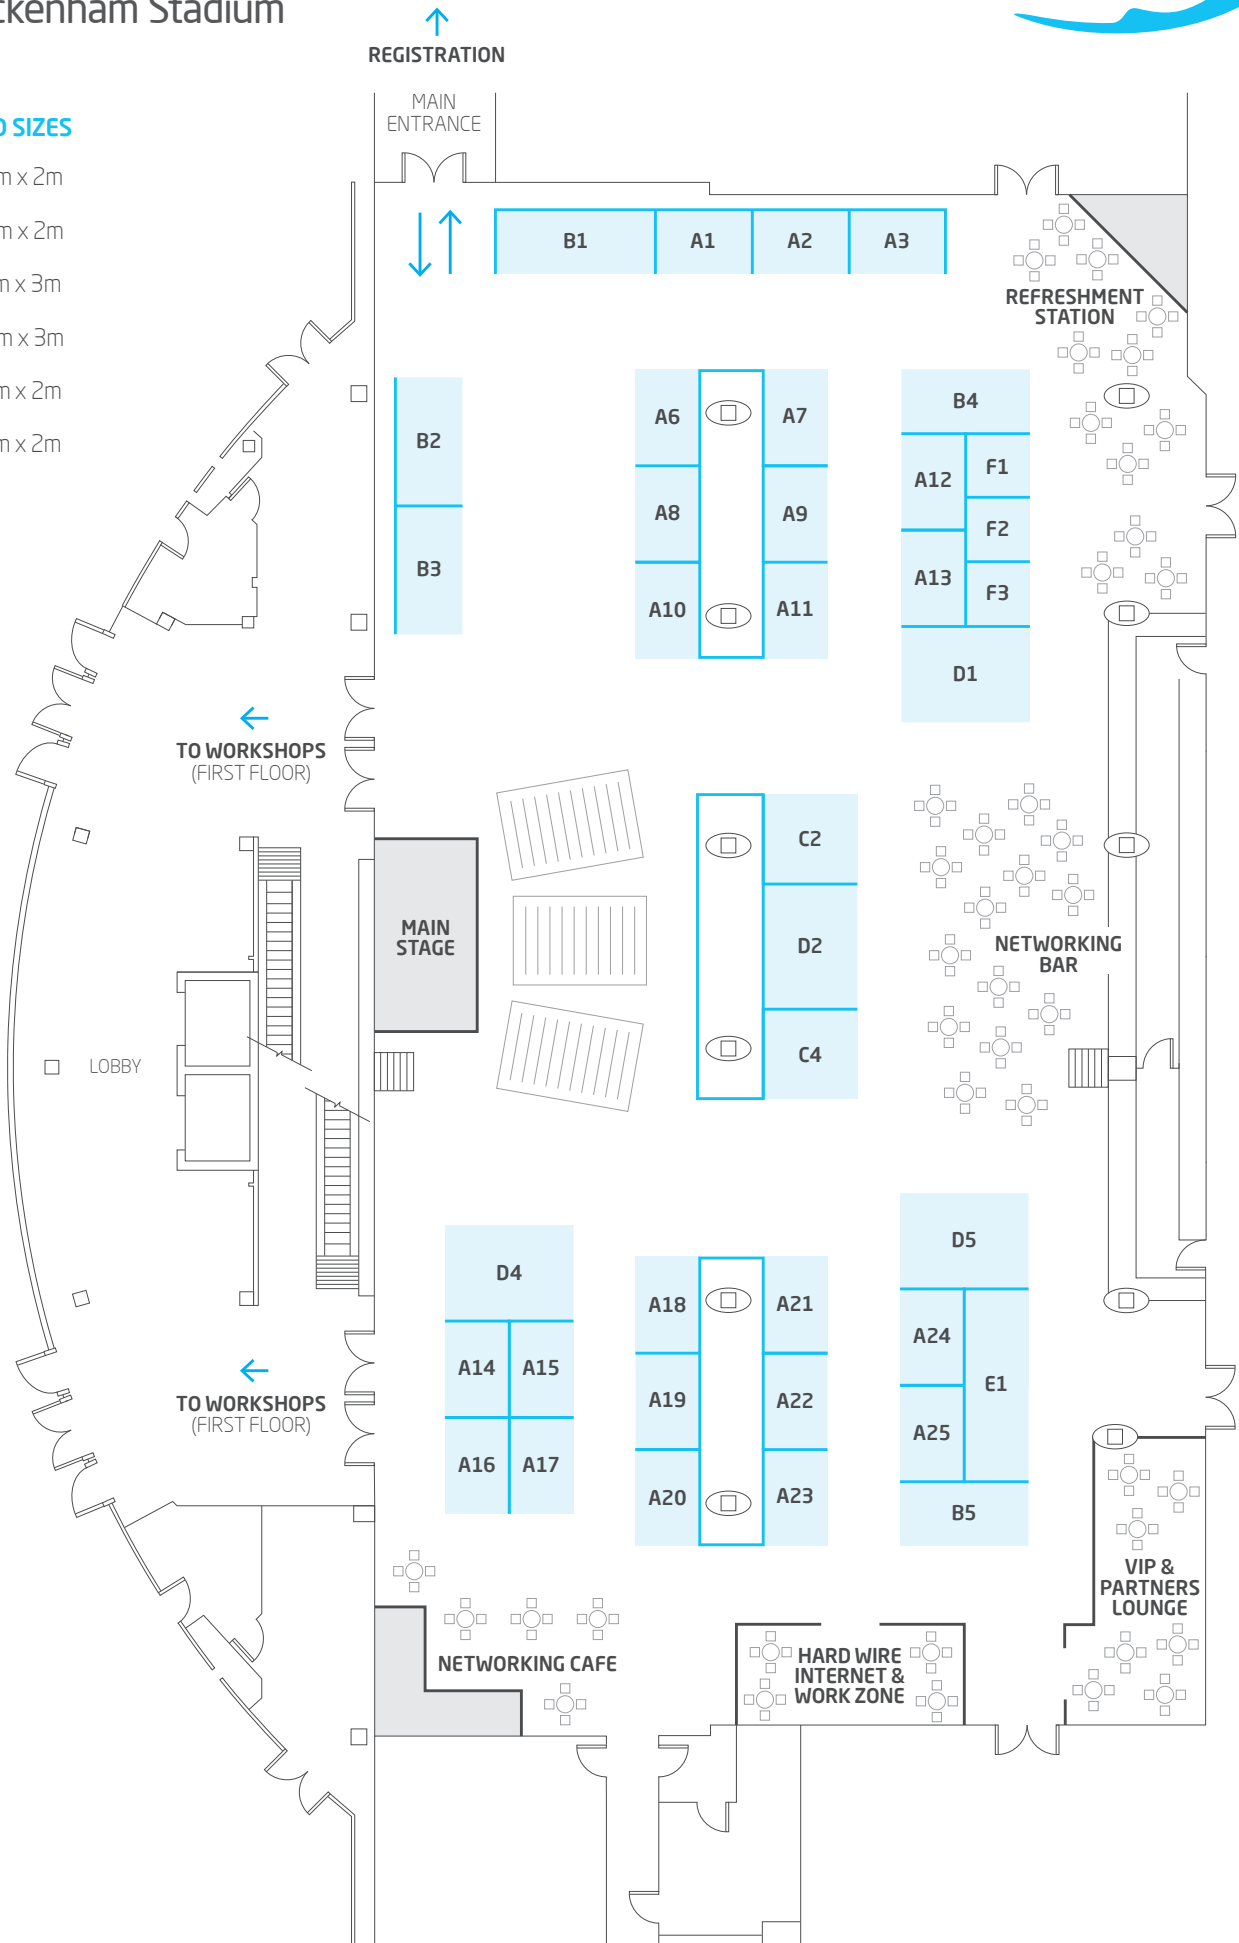 Stadium
REGISTRATION
MAIN
ENTRANCE
SIZES
m x 2m
m x 2m
m x 3m
m x 3m
m x 2m
m x 2m
B1
A1
A2
A3
REFRESHMENT
STATION
B2
B3
A6
A7
A8
A9
A10
A11
B4
A12
F1
F2
A13
F3
D1
TO WORKSHOPS
(FIRST FLOOR)
MAIN
STAGE
C2
D2
C4
NETWORKING
BAR
LOBBY
D4
A14
A15
A16
A17
A18
A21
A19
A22
A20
A23
D5
A24
E1
A25
B5
TO WORKSHOPS
(FIRST FLOOR)
VIP &
PARTNERS
LOUNGE
NETWORKING CAFE
HARD WIRE
INTERNET &
WORK ZONE